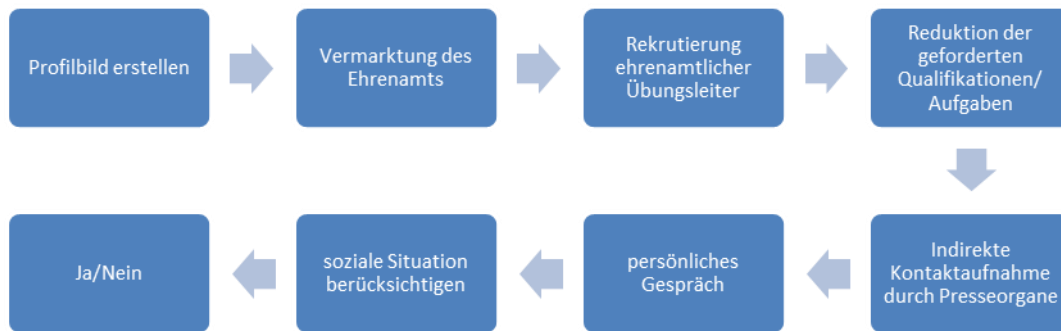 Profilbild erstellen
Vermarktung des
Ehrenamts
Rekrutierung
ehrenamtlicher
Übungsleiter
Reduktion der
geforderten
Qualifikationen/
Aufgaben
Indirekte
Kontaktaufnahme
durch Presseorgane
persönliches
Gespräch
soziale Situation
berücksichtigen
Ja/Nein